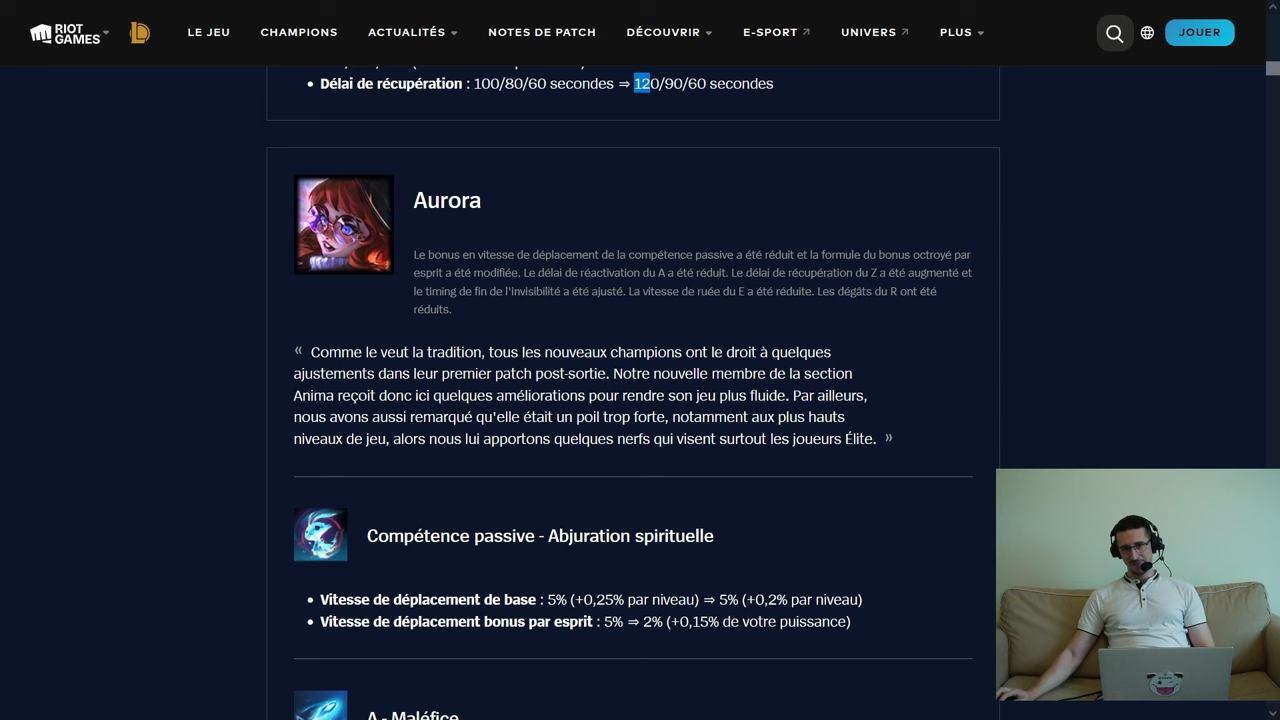 RIOT
GAMES
LE JEU
CHAMPIONS
ACTUALITÉS
NOTES DE PATCH
DÉCOUVRIR
E-SPORT
UNIVERS
PLUS
JOUER
• Délai de récupération : 100/80/60 secondes ⇒ 120/90/60 secondes
Aurora
Le bonus en vitesse de déplacement de la compétence passive a été réduit et la formule du bonus octroyé par
esprit a été modifiée. Le délai de réactivation du A a été réduit. Le délai de récupération du Z a été augmenté et
le timing de fin de l'invisibilité a été ajusté. La vitesse de ruée du E a été réduite. Les dégâts du R ont été
réduits.
« Comme le veut la tradition, tous les nouveaux champions ont le droit à quelques
ajustements dans leur premier patch post-sortie. Notre nouvelle membre de la section
Anima reçoit donc ici quelques améliorations pour rendre son jeu plus fluide. Par ailleurs,
nous avons aussi remarqué qu'elle était un poil trop forte, notamment aux plus hauts
niveaux de jeu, alors nous lui apportons quelques nerfs qui visent surtout les joueurs Élite. »
Compétence passive - Abjuration spirituelle
• Vitesse de déplacement de base : 5% (+0,25% par niveau) ⇒ 5% (+0,2% par niveau)
• Vitesse de déplacement bonus par esprit : 5% ⇒ 2% (+0,15% de votre puissance)
A - Maléfice